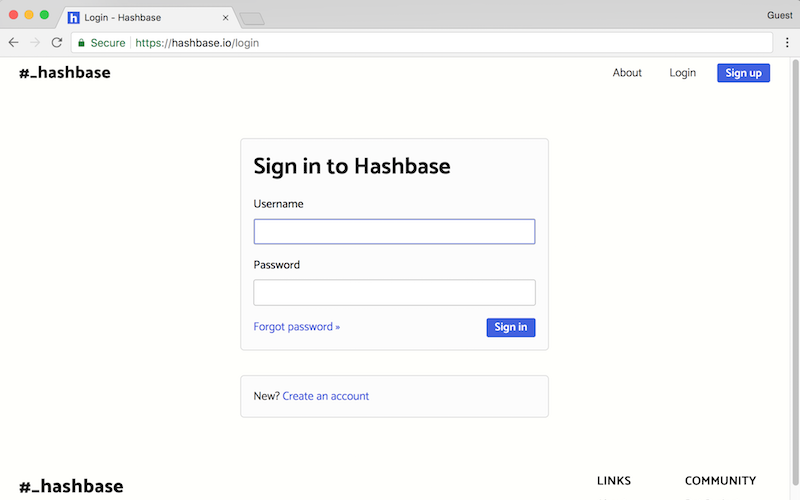 Login - Hashbase
Guest
Secure https://hashbase.io/login
#_hashbase About Login Sign up
Sign in to Hashbase
Username
Password
Forgot password » Sign in
New? Create an account
#_hashbase LINKS COMMUNITY